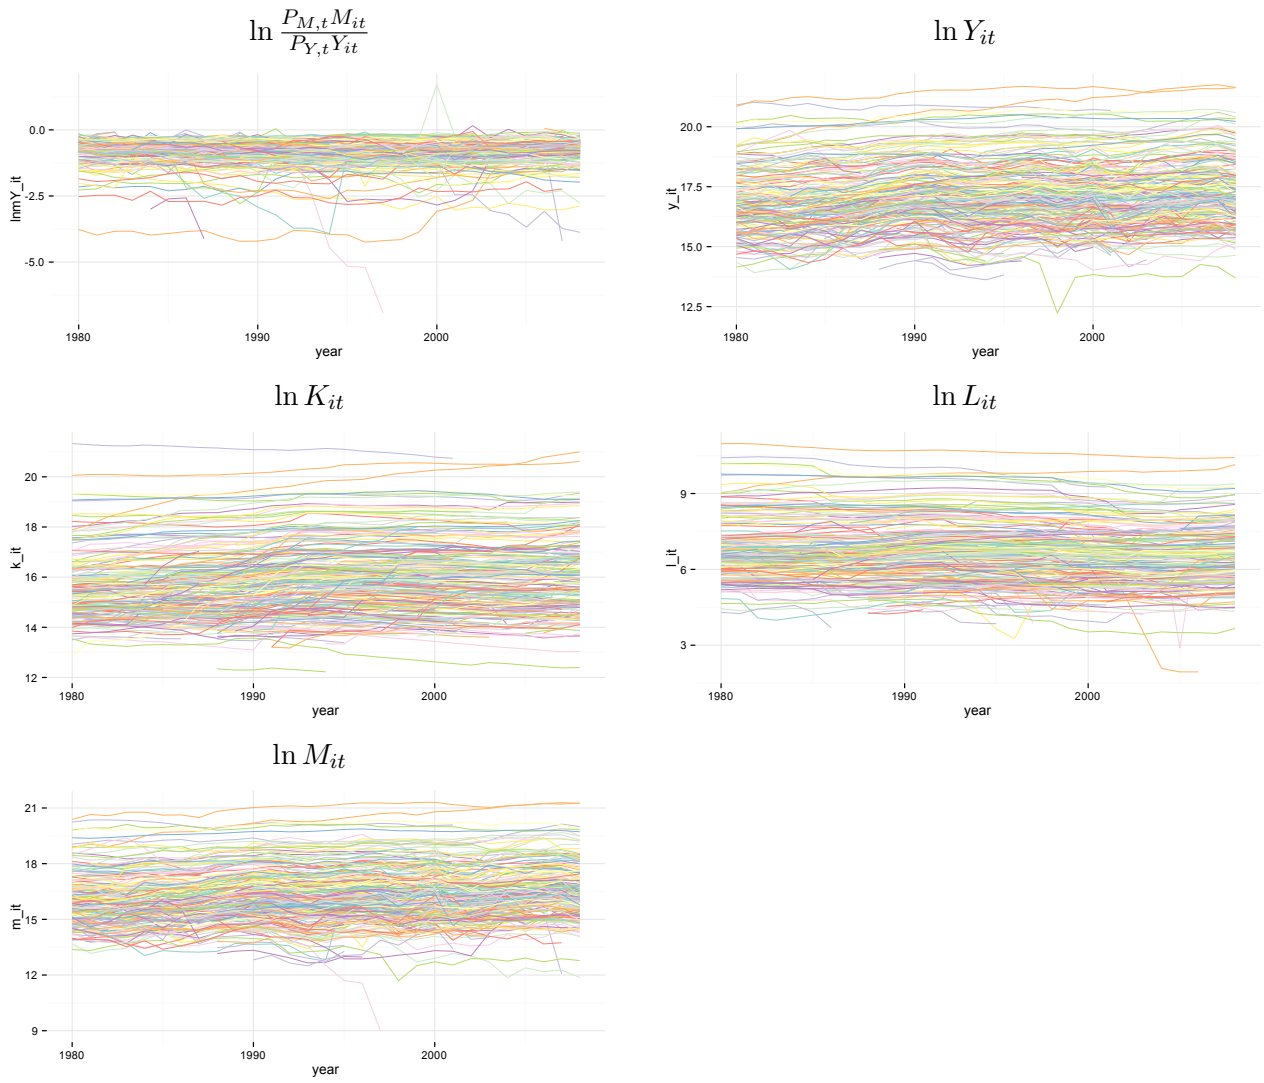 ln P_{M,t}M_{it} / P_{Y,t}Y_{it}
ln Y_{it}
0.0
-2.5
-5.0
lnmY_it
1980
1990
2000
year
20.0
17.5
15.0
12.5
y_it
1980
1990
2000
year
ln K_{it}
ln L_{it}
20
18
16
14
12
k_it
1980
1990
2000
year
9
6
3
l_it
1980
1990
2000
year
ln M_{it}
21
18
15
12
9
m_it
1980
1990
2000
year